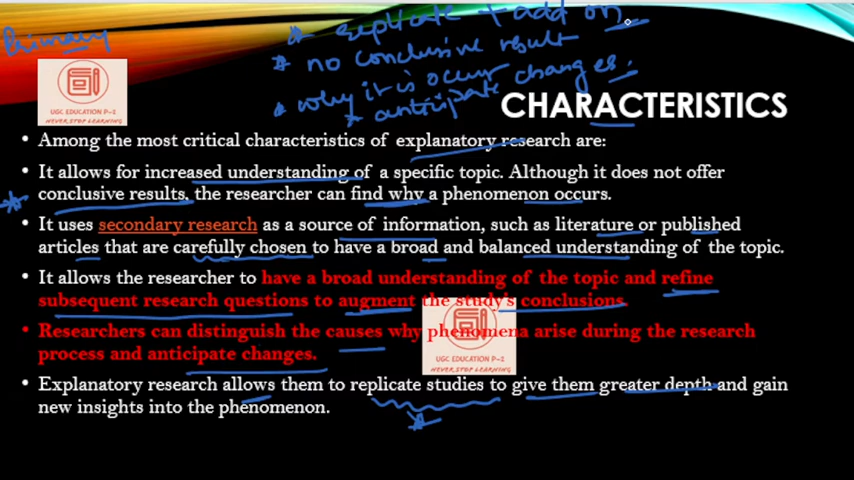 * replicate + add on
Primary
* no conclusive result
* why it is occur
* anticipate changes.
UGC EDUCATION P-1
NEVER STOP LEARNING
CHARACTERISTICS
• Among the most critical characteristics of explanatory research are:
• It allows for increased understanding of a specific topic. Although it does not offer
conclusive results, the researcher can find why a phenomenon occurs.
• It uses secondary research as a source of information, such as literature or published
articles that are carefully chosen to have a broad and balanced understanding of the topic.
• It allows the researcher to have a broad understanding of the topic and refine
subsequent research questions to augment the study's conclusions.
• Researchers can distinguish the causes why phenomena arise during the research
process and anticipate changes.
UGC EDUCATION P-1
NEVER STOP LEARNING
• Explanatory research allows them to replicate studies to give them greater depth and gain
new insights into the phenomenon.